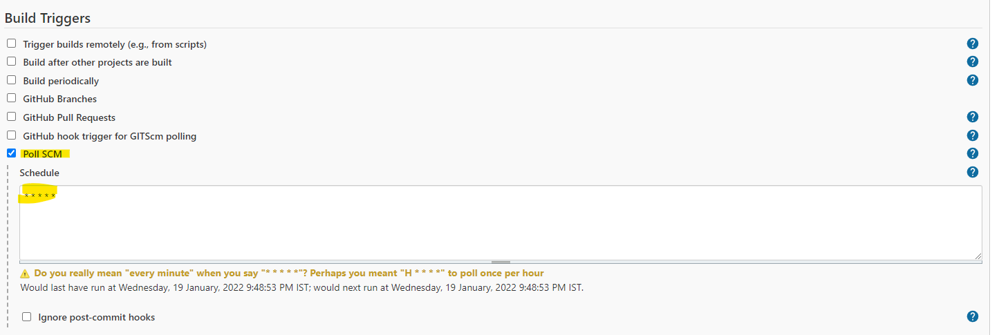 Build Triggers
Trigger builds remotely (e.g., from scripts)
Build after other projects are built
Build periodically
GitHub Branches
GitHub Pull Requests
GitHub hook trigger for GITScm polling
Poll SCM
Schedule
* * * * *
Do you really mean "every minute" when you say "* * * * *"? Perhaps you meant "H * * * *" to poll once per hour
Would last have run at Wednesday, 19 January, 2022 9:48:53 PM IST; would next run at Wednesday, 19 January, 2022 9:48:53 PM IST.
Ignore post-commit hooks